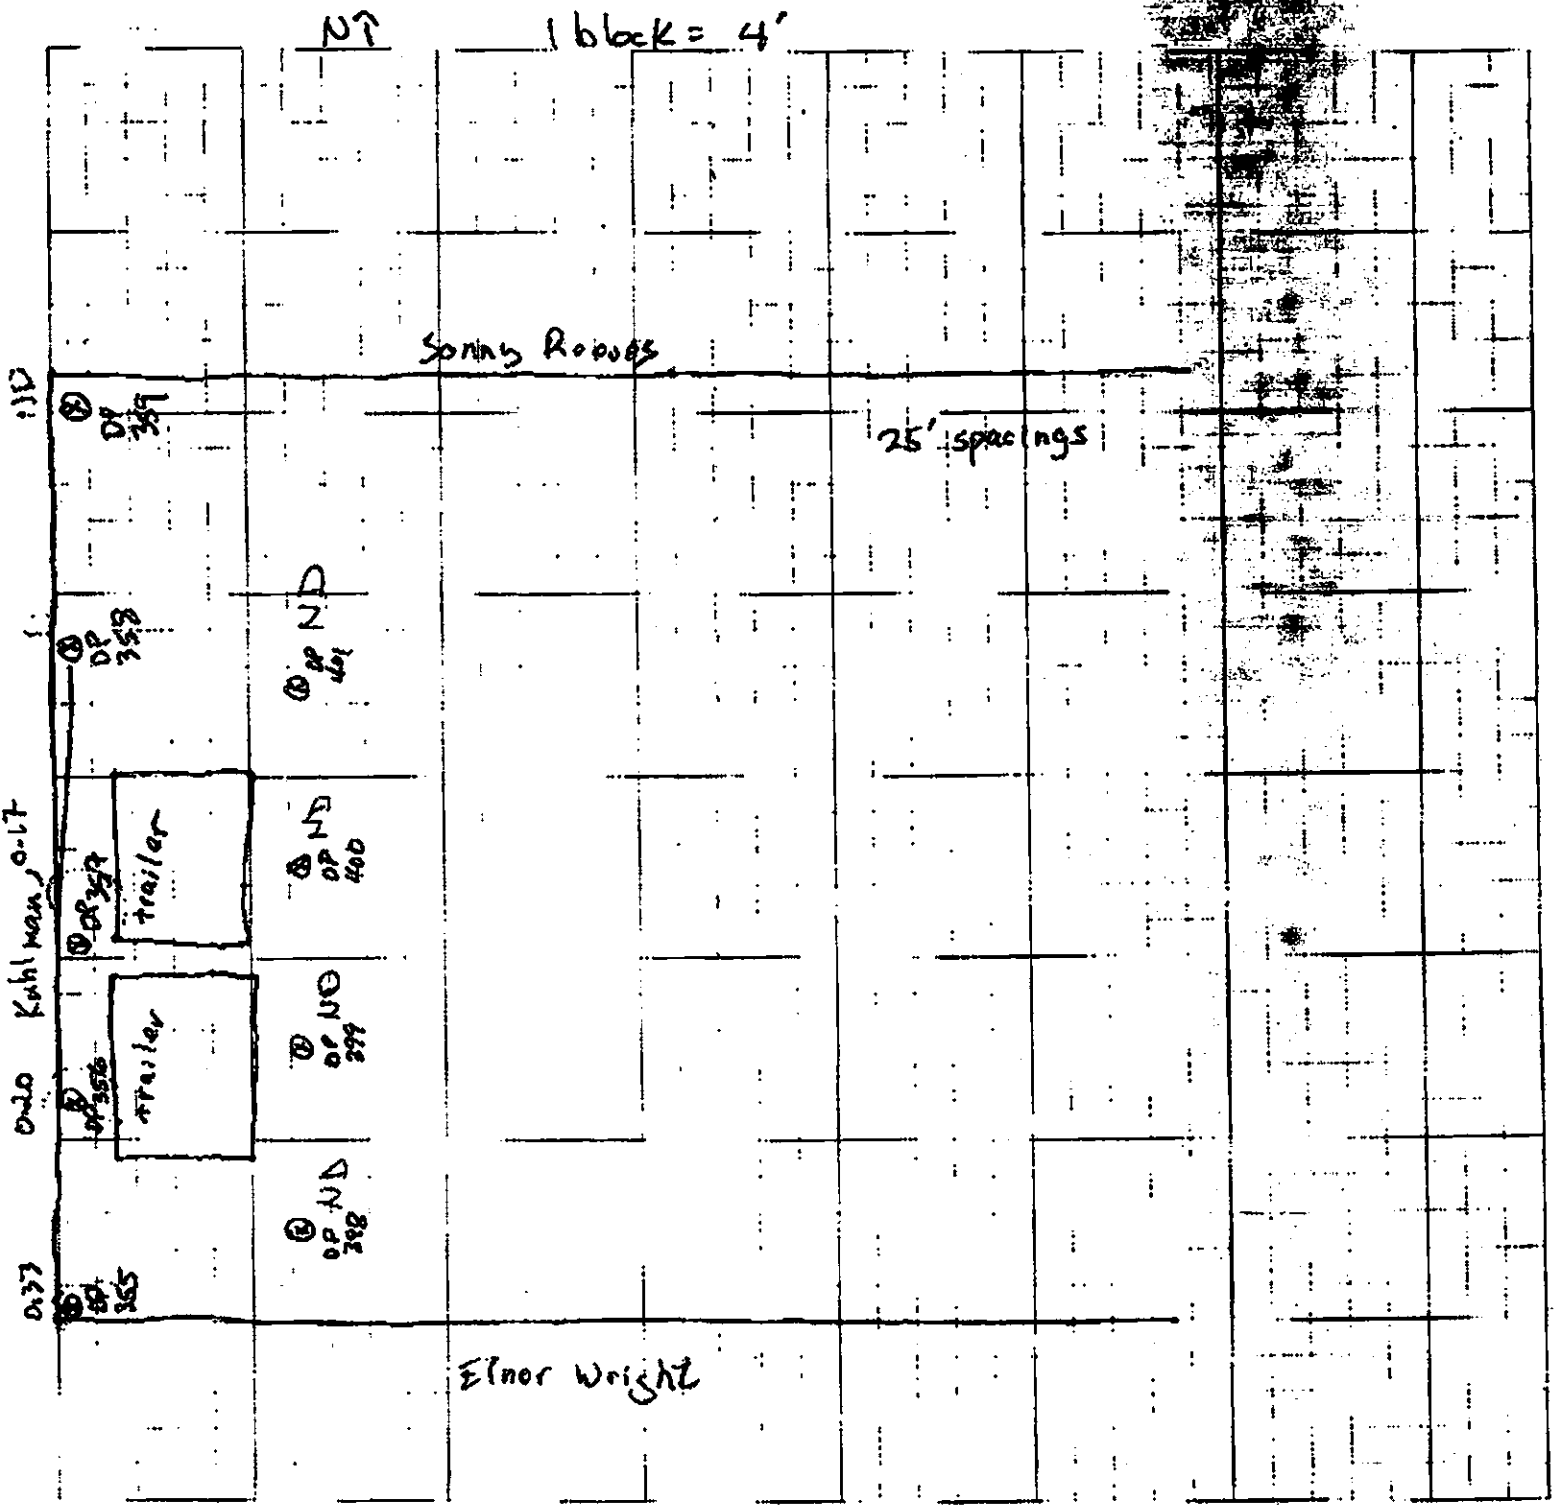 N↑
1 block = 4'
Sonny
25' spacings
DP
359
DP
358
ND
DP
401
0.17
DP 357
trailer
ND
DP
400
0.20
DP 356
trailer
ND
DP
399
ND
DP
398
0.33
DP
355
Elnor Wright